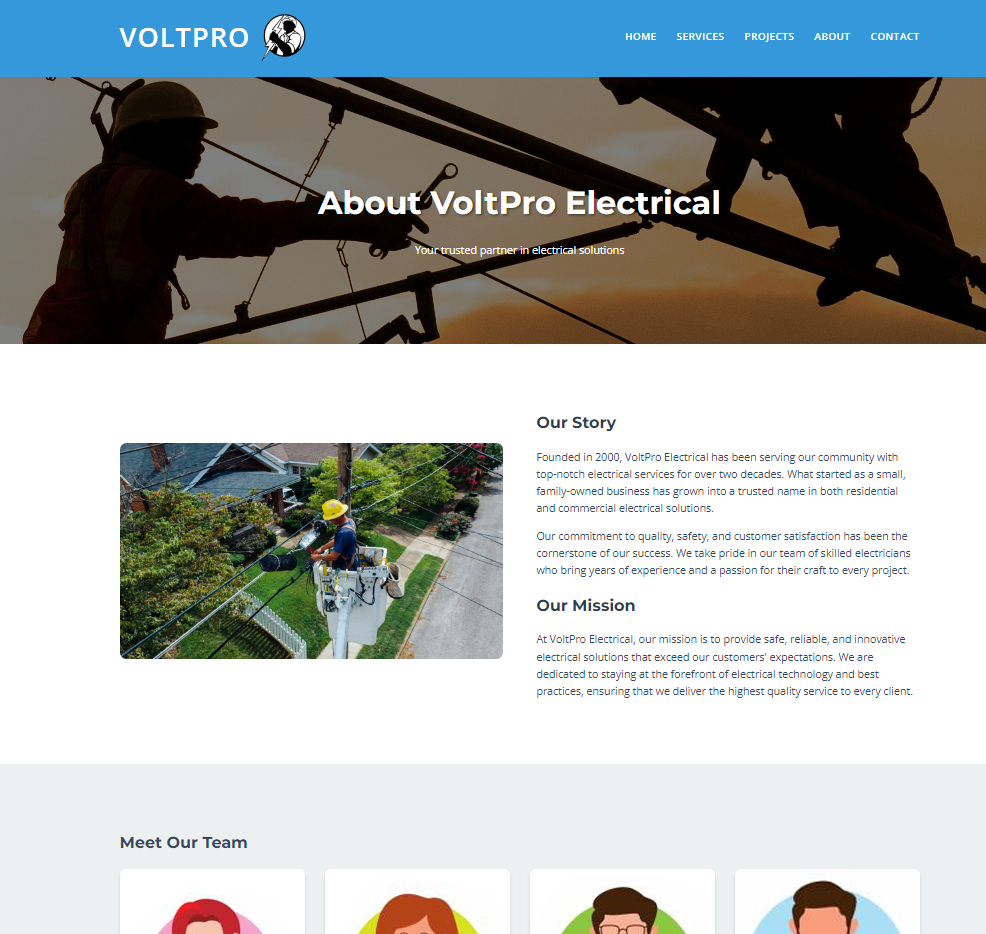 VOLTPRO
HOME SERVICES PROJECTS ABOUT CONTACT
About VoltPro Electrical
Your trusted partner in electrical solutions
Our Story
Founded in 2000, VoltPro Electrical has been serving our community with
top-notch electrical services for over two decades. What started as a small,
family-owned business has grown into a trusted name in both residential
and commercial electrical solutions.
Our commitment to quality, safety, and customer satisfaction has been the
cornerstone of our success. We take pride in our team of skilled electricians
who bring years of experience and a passion for their craft to every project.
Our Mission
At VoltPro Electrical, our mission is to provide safe, reliable, and innovative
electrical solutions that exceed our customers' expectations. We are
dedicated to staying at the forefront of electrical technology and best
practices, ensuring that we deliver the highest quality service to every client.
Meet Our Team